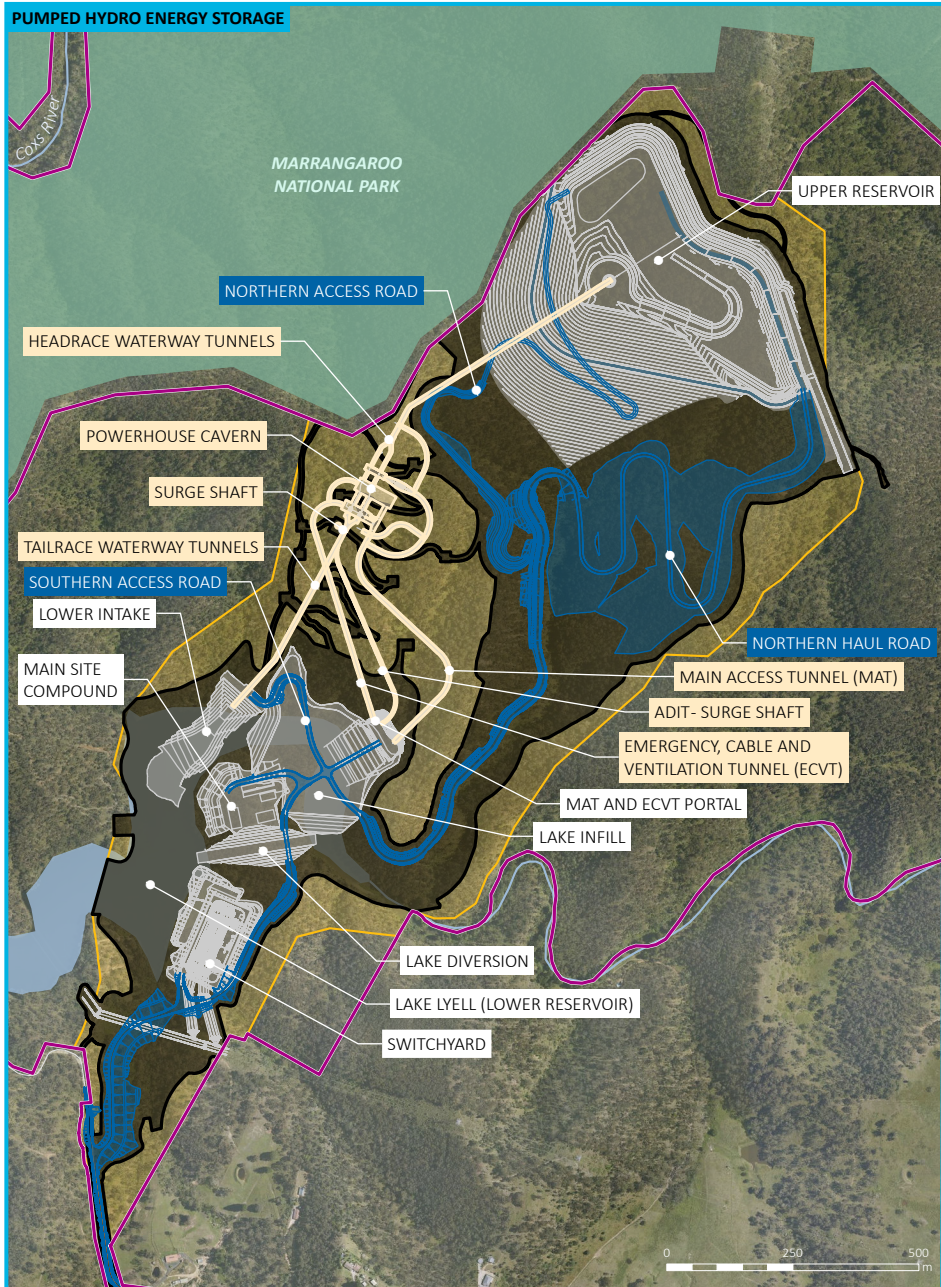 PUMPED HYDRO ENERGY STORAGE
Coxs River
MARRANGAROO
NATIONAL PARK
UPPER RESERVOIR
NORTHERN ACCESS ROAD
HEADRACE WATERWAY TUNNELS
POWERHOUSE CAVERN
SURGE SHAFT
TAILRACE WATERWAY TUNNELS
SOUTHERN ACCESS ROAD
LOWER INTAKE
MAIN SITE
COMPOUND
NORTHERN HAUL ROAD
MAIN ACCESS TUNNEL (MAT)
ADIT- SURGE SHAFT
EMERGENCY, CABLE AND
VENTILATION TUNNEL (ECVT)
MAT AND ECVT PORTAL
LAKE INFILL
LAKE DIVERSION
LAKE LYELL (LOWER RESERVOIR)
SWITCHYARD
0 250 500
m